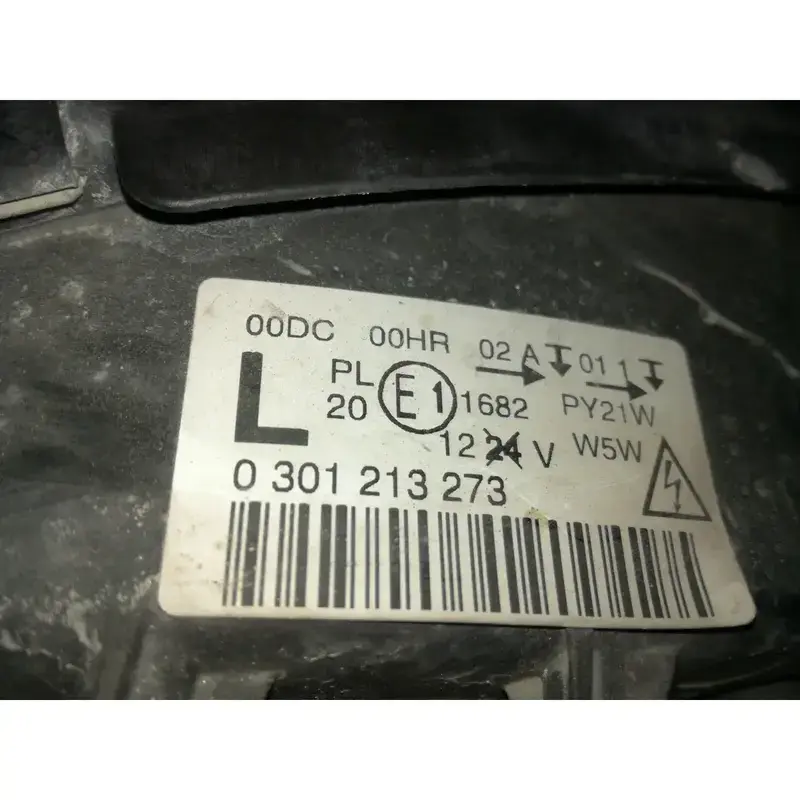 00DC 00HR 02 A 01 1
L PL E1 1682 PY21W
20
12 24 V W5W
0 301 213 273